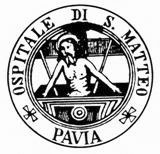 OSPITALE DI S. MATTEO
PAVIA